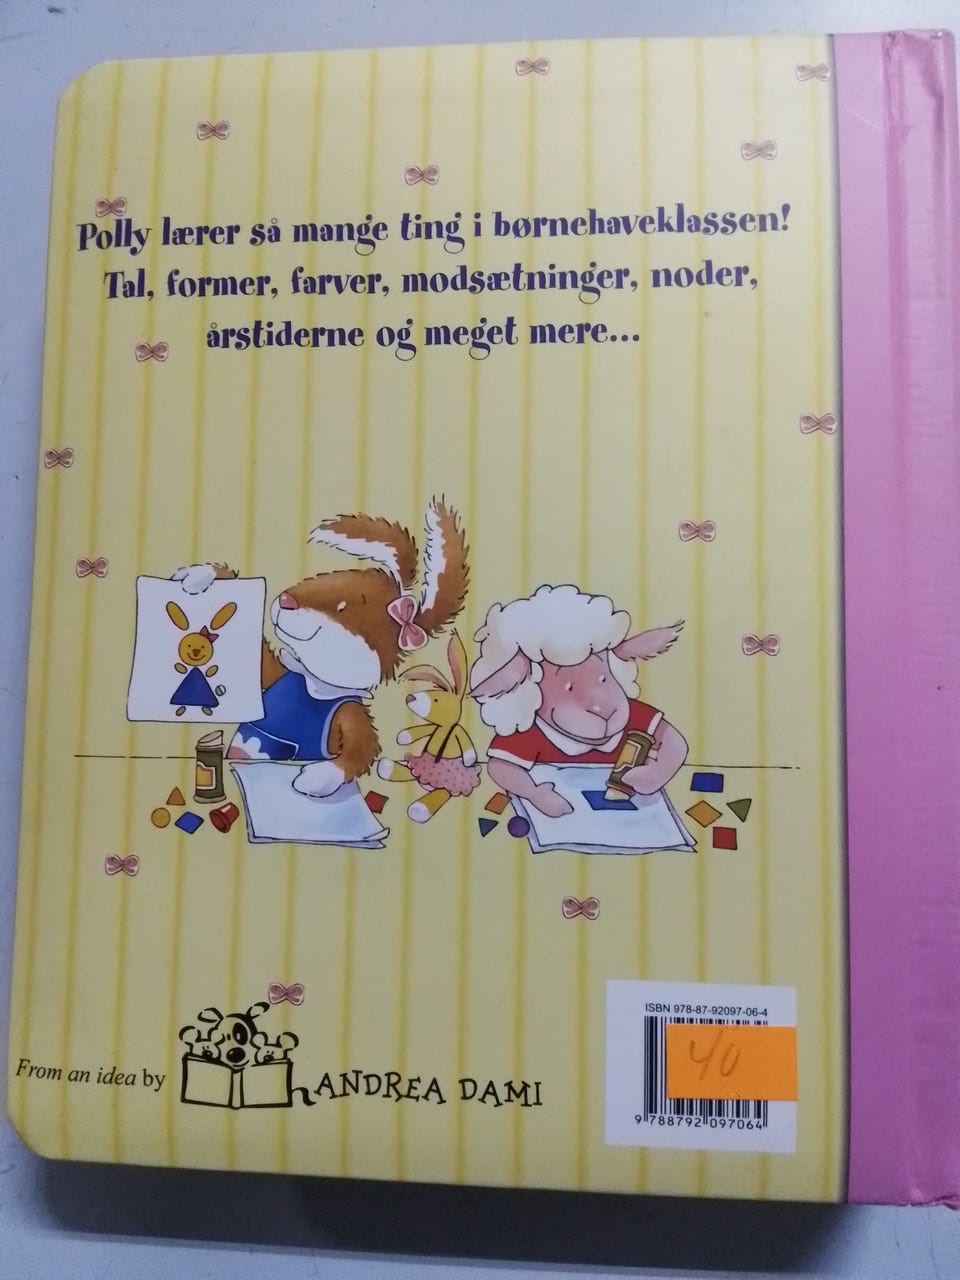 Polly lærer så mange ting i børnehaveklassen!
Tal, former, farver, modsætninger, noder,
årstiderne og meget mere...
From an idea by ANDREA DAMI
ISBN 978-87-92097-06-4
40
9 788792 097064